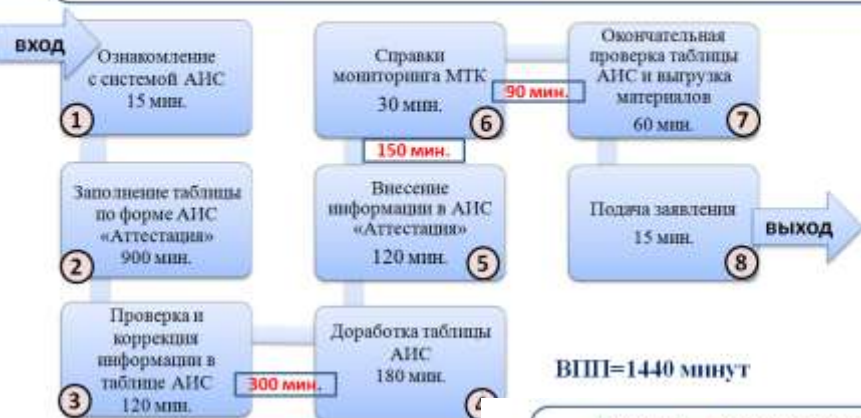 ВХОД
Ознакомление
с системой АИС
15 мин.
1
Заполнение таблицы
по форме АИС
«Аттестация»
900 мин.
2
Проверка и
коррекция
информации в
таблице АИС
120 мин.
3
300 мин.
Доработка таблицы
АИС
180 мин.
4
Внесение
информации в АИС
«Аттестация»
120 мин.
5
150 мин.
Справки
мониторинга МТК
30 мин.
6
90 мин.
Окончательная
проверка таблицы
АИС и выгрузка
материалов
60 мин.
7
Подача заявления
15 мин.
8
ВЫХОД
ВПП=1440 минут